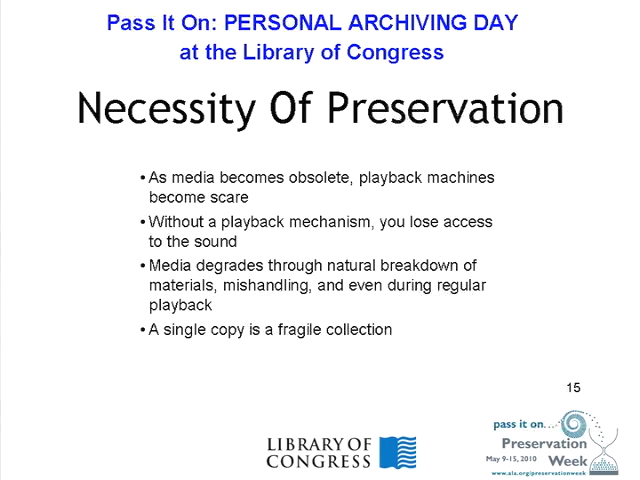 Pass It On: PERSONAL ARCHIVING DAY
at the Library of Congress
Necessity Of Preservation
• As media becomes obsolete, playback machines
become scare
• Without a playback mechanism, you lose access
to the sound
• Media degrades through natural breakdown of
materials, mishandling, and even during regular
playback
• A single copy is a fragile collection
15
LIBRARY OF
CONGRESS
pass it on...
Preservation
May 9-15, 2010 Week
www.ala.org/preservationweek